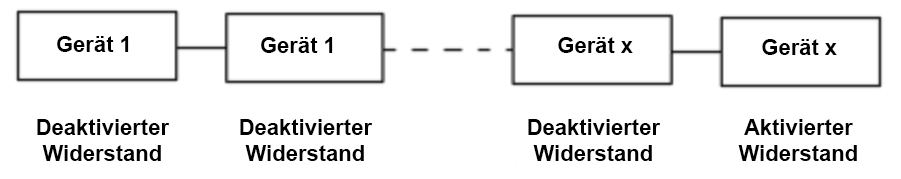 Gerät 1
Gerät 1
Gerät x
Gerät x
Deaktivierter
Widerstand
Deaktivierter
Widerstand
Deaktivierter
Widerstand
Aktivierter
Widerstand